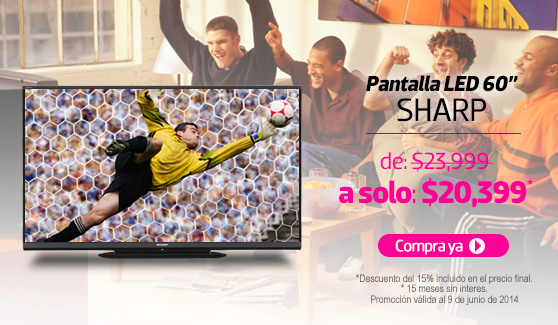 Pantalla LED 60"
SHARP
de: $23,999
a solo: $20,399*
Compra ya
*Descuento del 15% incluido en el precio final.
* 15 meses sin interes.
Promoción válida al 9 de junio de 2014
SHARP